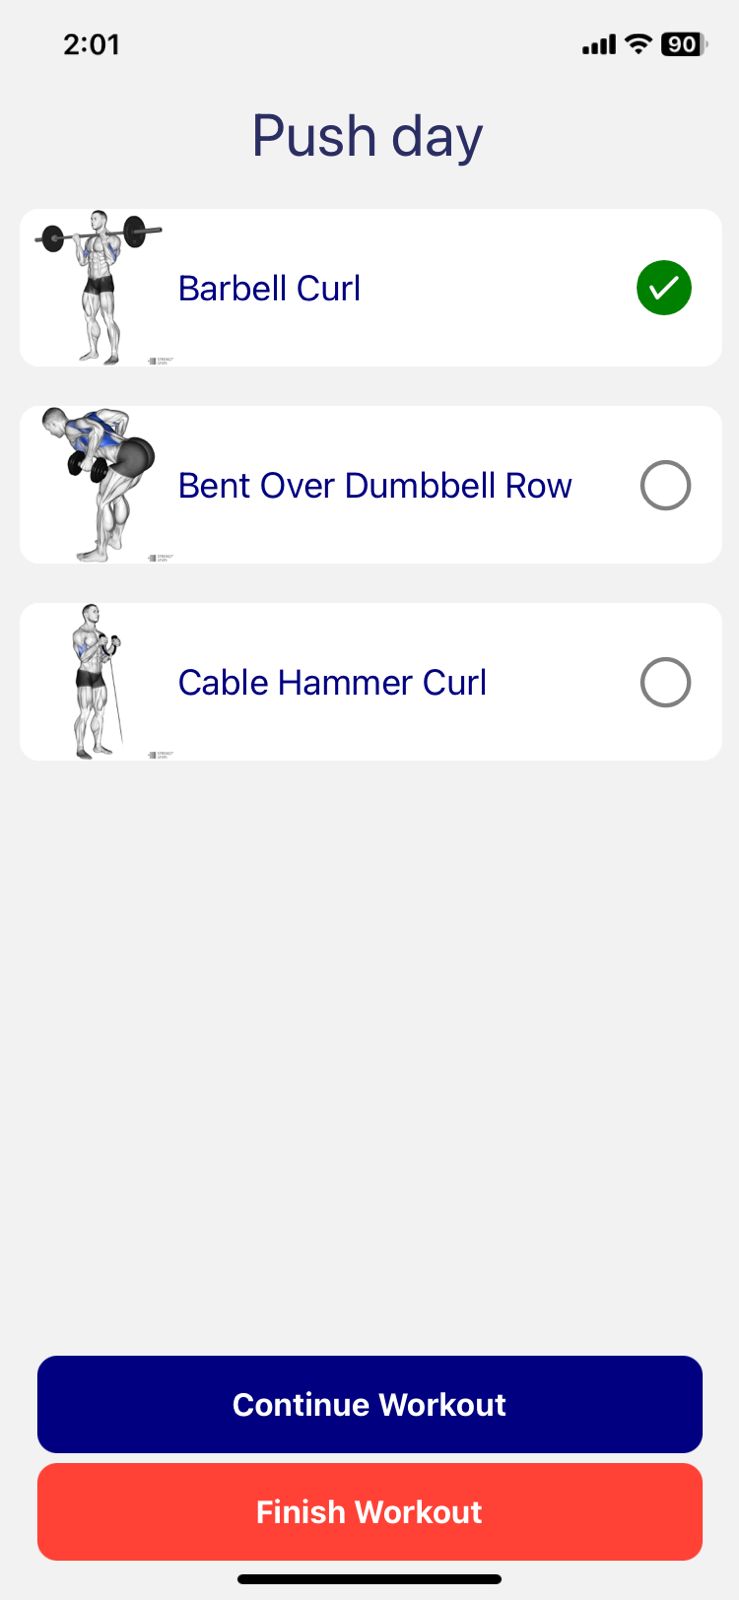 2:01
90
Push day
Barbell Curl
Bent Over Dumbbell Row
Cable Hammer Curl
Continue Workout
Finish Workout